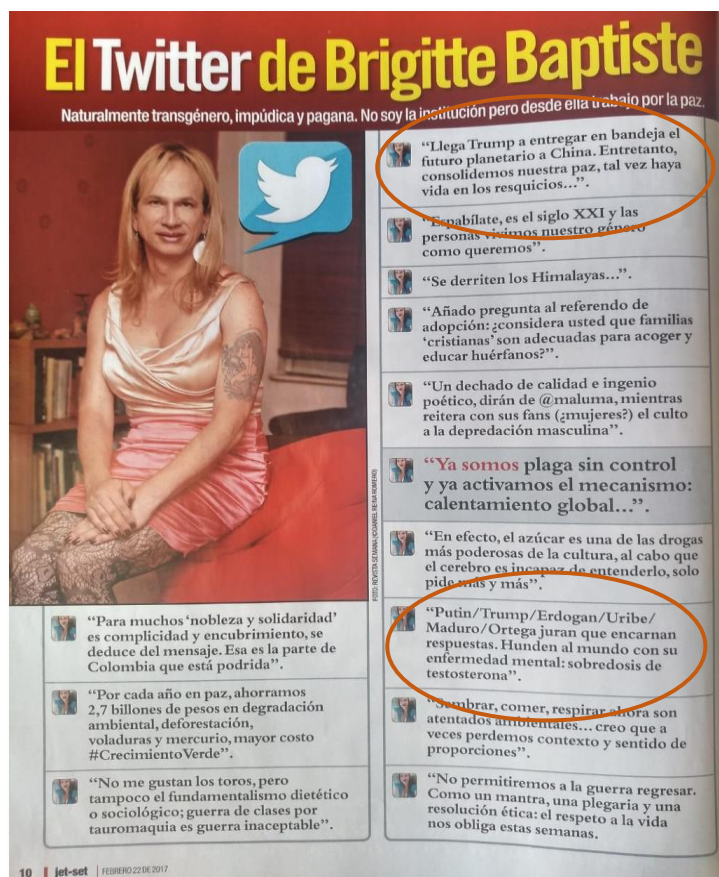 El Twitter de Brigitte Baptiste
Naturalmente transgénero, impúdica y pagana. No soy la institución pero desde ella trabajo por la paz.
“Llega Trump a entregar en bandeja el
futuro planetario a China. Entretanto,
consolidemos nuestra paz, tal vez haya
vida en los resquicios...”.
“Espabílate, es el siglo XXI y las
personas vivimos nuestro género
como queremos”.
“Se derriten los Himalayas...”.
“Añado pregunta al referendo de
adopción: ¿considera usted que familias
‘cristianas’ son adecuadas para acoger y
educar huérfanos?”.
“Un dechado de calidad e ingenio
poético, dirán de @maluma, mientras
reitera con sus fans (¿mujeres?) el culto
a la depredación masculina”.
“Ya somos plaga sin control
y ya activamos el mecanismo:
calentamiento global...”.
“En efecto, el azúcar es una de las drogas
más poderosas de la cultura, al cabo que
el cerebro es incapaz de entenderlo, solo
pide más y más”.
“Putin/Trump/Erdogan/Uribe/
Maduro/Ortega juran que encarnan
respuestas. Hunden al mundo con su
enfermedad mental: sobredosis de
testosterona”.
“Sembrar, comer, respirar ahora son
atentados ambientales... creo que a
veces perdemos contexto y sentido de
proporciones”.
“No permitiremos a la guerra regresar.
Como un mantra, una plegaria y una
resolución ética: el respeto a la vida
nos obliga estas semanas.
FOTO: REVISTA SEMANA
“Para muchos ‘nobleza y solidaridad’
es complicidad y encubrimiento, se
deduce del mensaje. Esa es la parte de
Colombia que está podrida”.
“Por cada año en paz, ahorramos
2,7 billones de pesos en degradación
ambiental, deforestación,
voladuras y mercurio, mayor costo
#CrecimientoVerde”.
“No me gustan los toros, pero
tampoco el fundamentalismo dietético
o sociológico; guerra de clases por
tauromaquia es guerra inaceptable”.
10 jet-set FEBRERO 22 DE 2017